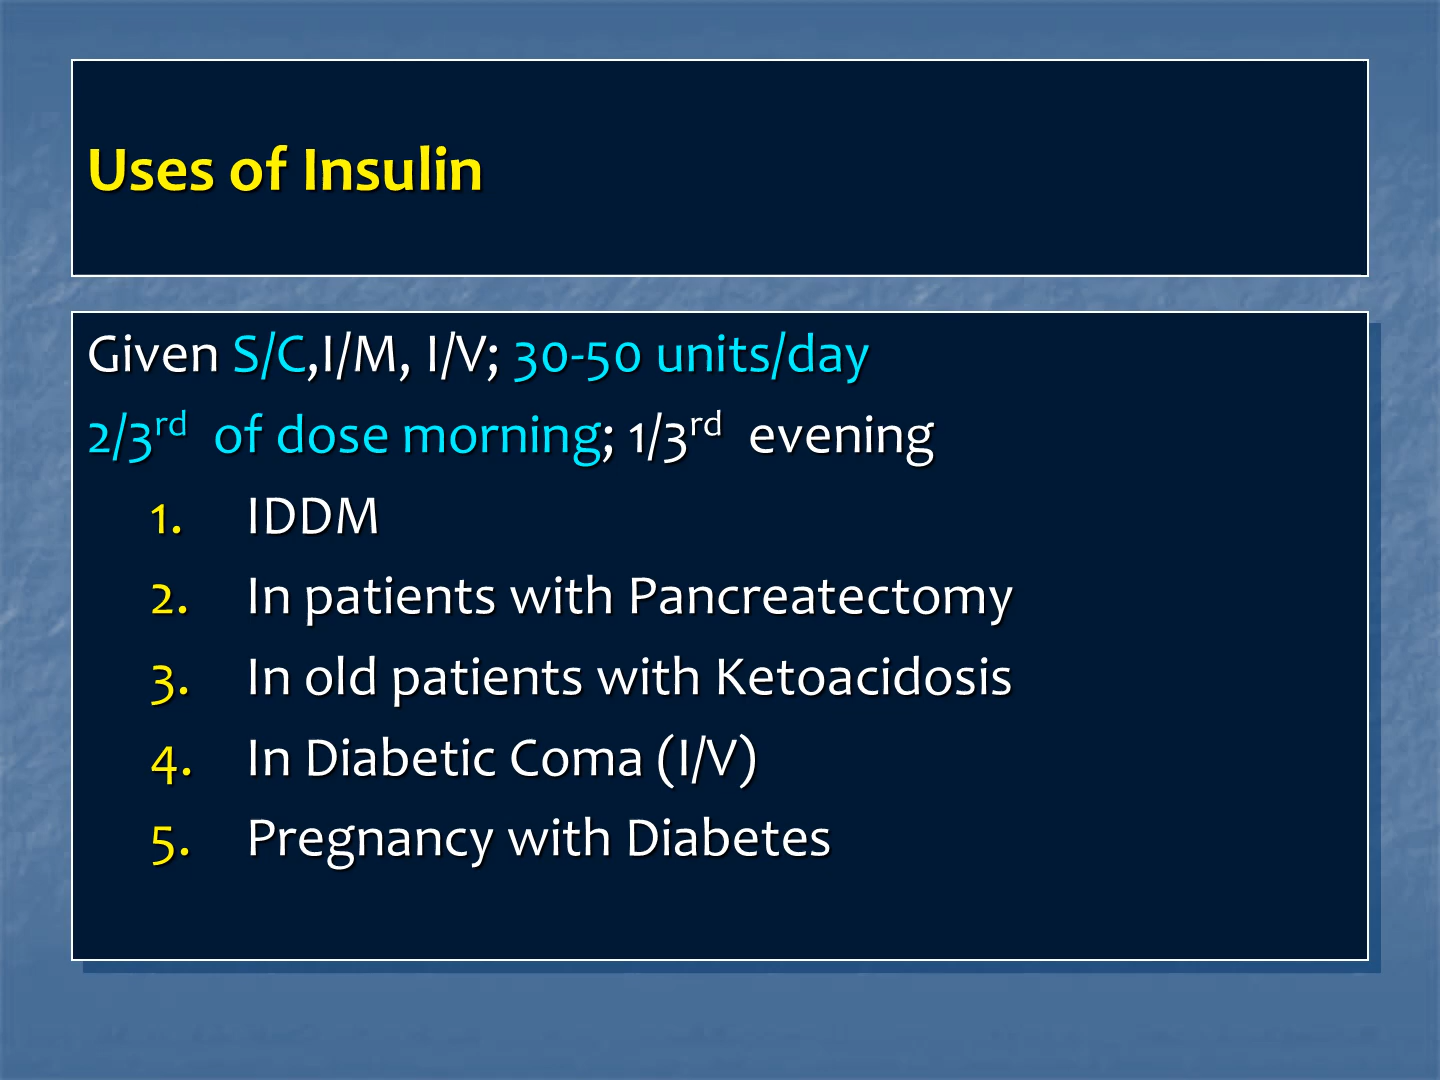 Uses of Insulin
Given S/C,I/M, I/V; 30-50 units/day
2/3rd of dose morning; 1/3rd evening
1. IDDM
2. In patients with Pancreatectomy
3. In old patients with Ketoacidosis
4. In Diabetic Coma (I/V)
5. Pregnancy with Diabetes